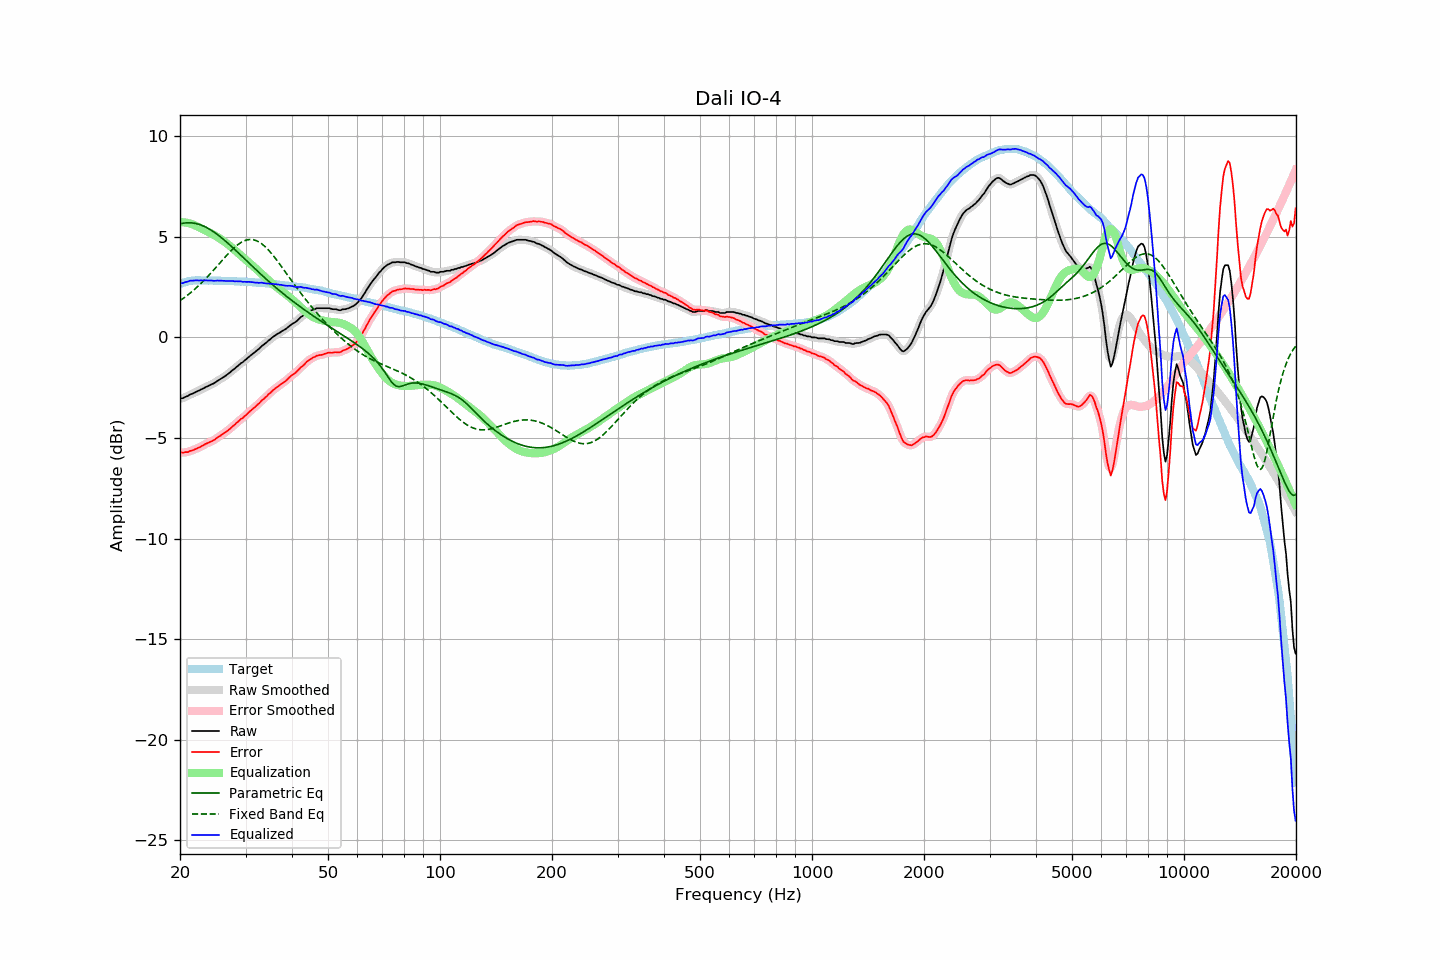 Dali IO-4
10
5
0
−5
−10
−15
−20
−25
Amplitude (dBr)
Target
Raw Smoothed
Error Smoothed
Raw
Error
Equalization
Parametric Eq
Fixed Band Eq
Equalized
20 50 100 200 500 1000 2000 5000 10000 20000
Frequency (Hz)